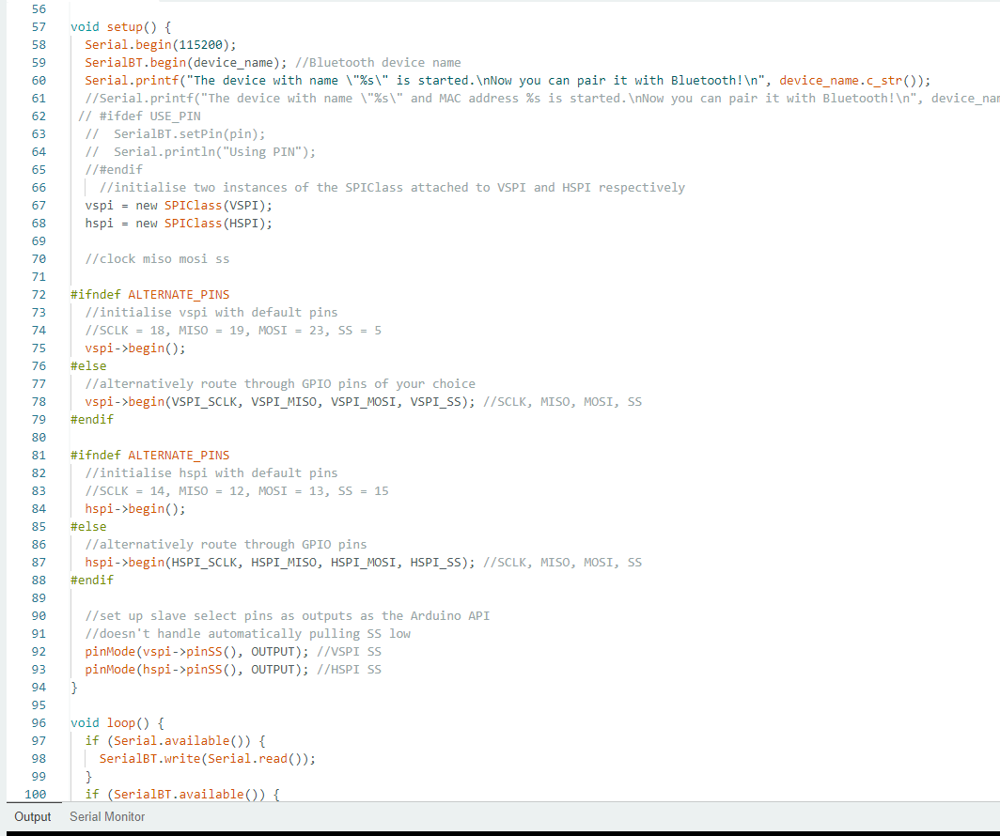 56
57 void setup() {
58   Serial.begin(115200);
59   SerialBT.begin(device_name); //Bluetooth device name
60   Serial.printf("The device with name \"%s\" is started.\nNow you can pair it with Bluetooth!\n", device_name.c_str());
61   //Serial.printf("The device with name \"%s\" and MAC address %s is started.\nNow you can pair it with Bluetooth!\n", device_nam
62  // #ifdef USE_PIN
63   //  SerialBT.setPin(pin);
64   //  Serial.println("Using PIN");
65   //#endif
66     //initialise two instances of the SPIClass attached to VSPI and HSPI respectively
67   vspi = new SPIClass(VSPI);
68   hspi = new SPIClass(HSPI);
69
70   //clock miso mosi ss
71
72 #ifndef ALTERNATE_PINS
73   //initialise vspi with default pins
74   //SCLK = 18, MISO = 19, MOSI = 23, SS = 5
75   vspi->begin();
76 #else
77   //alternatively route through GPIO pins of your choice
78   vspi->begin(VSPI_SCLK, VSPI_MISO, VSPI_MOSI, VSPI_SS); //SCLK, MISO, MOSI, SS
79 #endif
80
81 #ifndef ALTERNATE_PINS
82   //initialise hspi with default pins
83   //SCLK = 14, MISO = 12, MOSI = 13, SS = 15
84   hspi->begin();
85 #else
86   //alternatively route through GPIO pins
87   hspi->begin(HSPI_SCLK, HSPI_MISO, HSPI_MOSI, HSPI_SS); //SCLK, MISO, MOSI, SS
88 #endif
89
90   //set up slave select pins as outputs as the Arduino API
91   //doesn't handle automatically pulling SS low
92   pinMode(vspi->pinSS(), OUTPUT); //VSPI SS
93   pinMode(hspi->pinSS(), OUTPUT); //HSPI SS
94 }
95
96 void loop() {
97   if (Serial.available()) {
98     SerialBT.write(Serial.read());
99   }
100   if (SerialBT.available()) {
Output Serial Monitor